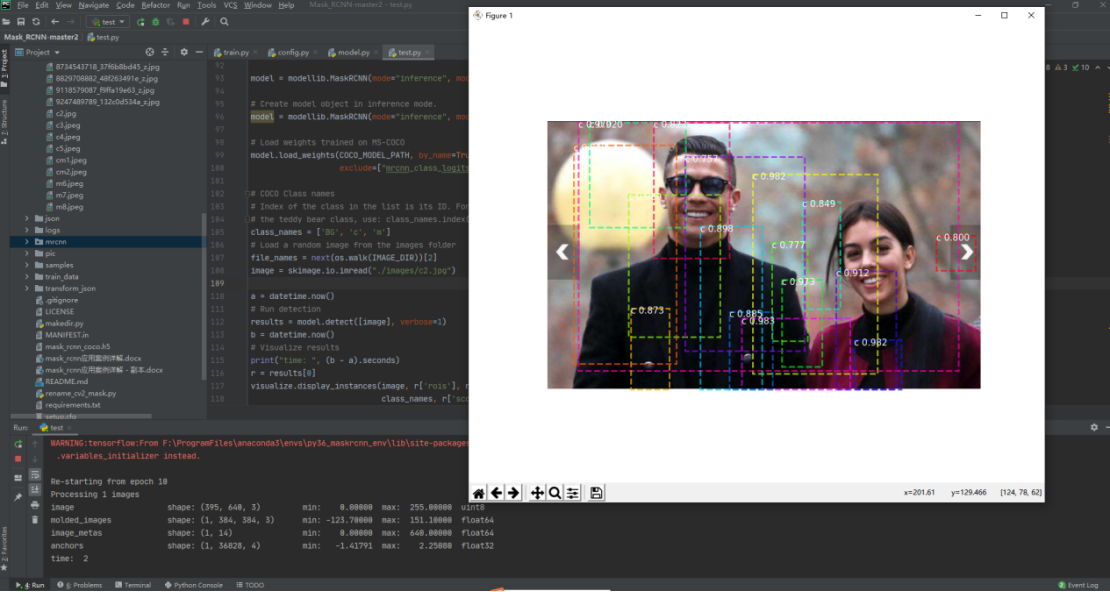 File Edit View Navigate Code Refactor Run Tools VCS Window Help Mask_RCNN-master2 - test.py
test
Mask_RCNN-master2 test.py
Project
train.py config.py model.py test.py
8734543718_37f6b8bd45_z.jpg
8829708882_48f263491e_z.jpg
9118579087_f9ffa19e63_z.jpg
9247489789_132c0d534a_z.jpg
c2.jpg
c3.jpeg
c4.jpeg
c5.jpeg
cm1.jpeg
cm2.jpeg
m6.jpeg
m7.jpeg
m8.jpeg
json
logs
mrcnn
pic
samples
train_data
transform_json
.gitignore
LICENSE
makedir.py
MANIFEST.in
mask_rcnn_coco.h5
mask_rcnn应用案例详解.docx
mask_rcnn应用案例详解 - 副本.docx
README.md
rename_cv2_mask.py
requirements.txt
setup.cfg
1: Project
7: Structure
2: Favorites
92
93 model = modellib.MaskRCNN(mode="inference", mo
94
95 # Create model object in inference mode.
96 model = modellib.MaskRCNN(mode="inference", mo
97
98 # Load weights trained on MS-COCO
99 model.load_weights(COCO_MODEL_PATH, by_name=Tru
100 exclude=["mrcnn_class_logits
101
102 # COCO Class names
103 # Index of the class in the list is its ID. For
104 # the teddy bear class, use: class_names.index(
105 class_names = ['BG', 'c', 'm']
106 # Load a random image from the images folder
107 file_names = next(os.walk(IMAGE_DIR))[2]
108 image = skimage.io.imread("./images/c2.jpg")
109
110 a = datetime.now()
111 # Run detection
112 results = model.detect([image], verbose=1)
113 b = datetime.now()
114 # Visualize results
115 print("time: ", (b - a).seconds)
116 r = results[0]
117 visualize.display_instances(image, r['rois'], r
118 class_names, r['sco
Figure 1
c 0.982
c 0.849
c 0.898
c 0.800
c 0.777
c 0.912
c 0.973
c 0.873
c 0.885
c 0.983
c 0.982
x=201.61 y=129.466 [124, 78, 62]
8 3 10
Run: test
WARNING:tensorflow:From F:\ProgramFiles\anaconda3\envs\py36_maskrcnn_env\lib\site-packages
.variables_initializer instead.
Re-starting from epoch 10
Processing 1 images
image shape: (395, 640, 3) min: 0.00000 max: 255.00000 uint8
molded_images shape: (1, 384, 384, 3) min: -123.70000 max: 151.10000 float64
image_metas shape: (1, 14) min: 0.00000 max: 640.00000 float64
anchors shape: (1, 36828, 4) min: -1.41791 max: 2.25080 float32
time: 2
4: Run 6: Problems Terminal Python Console TODO
2 Event Log